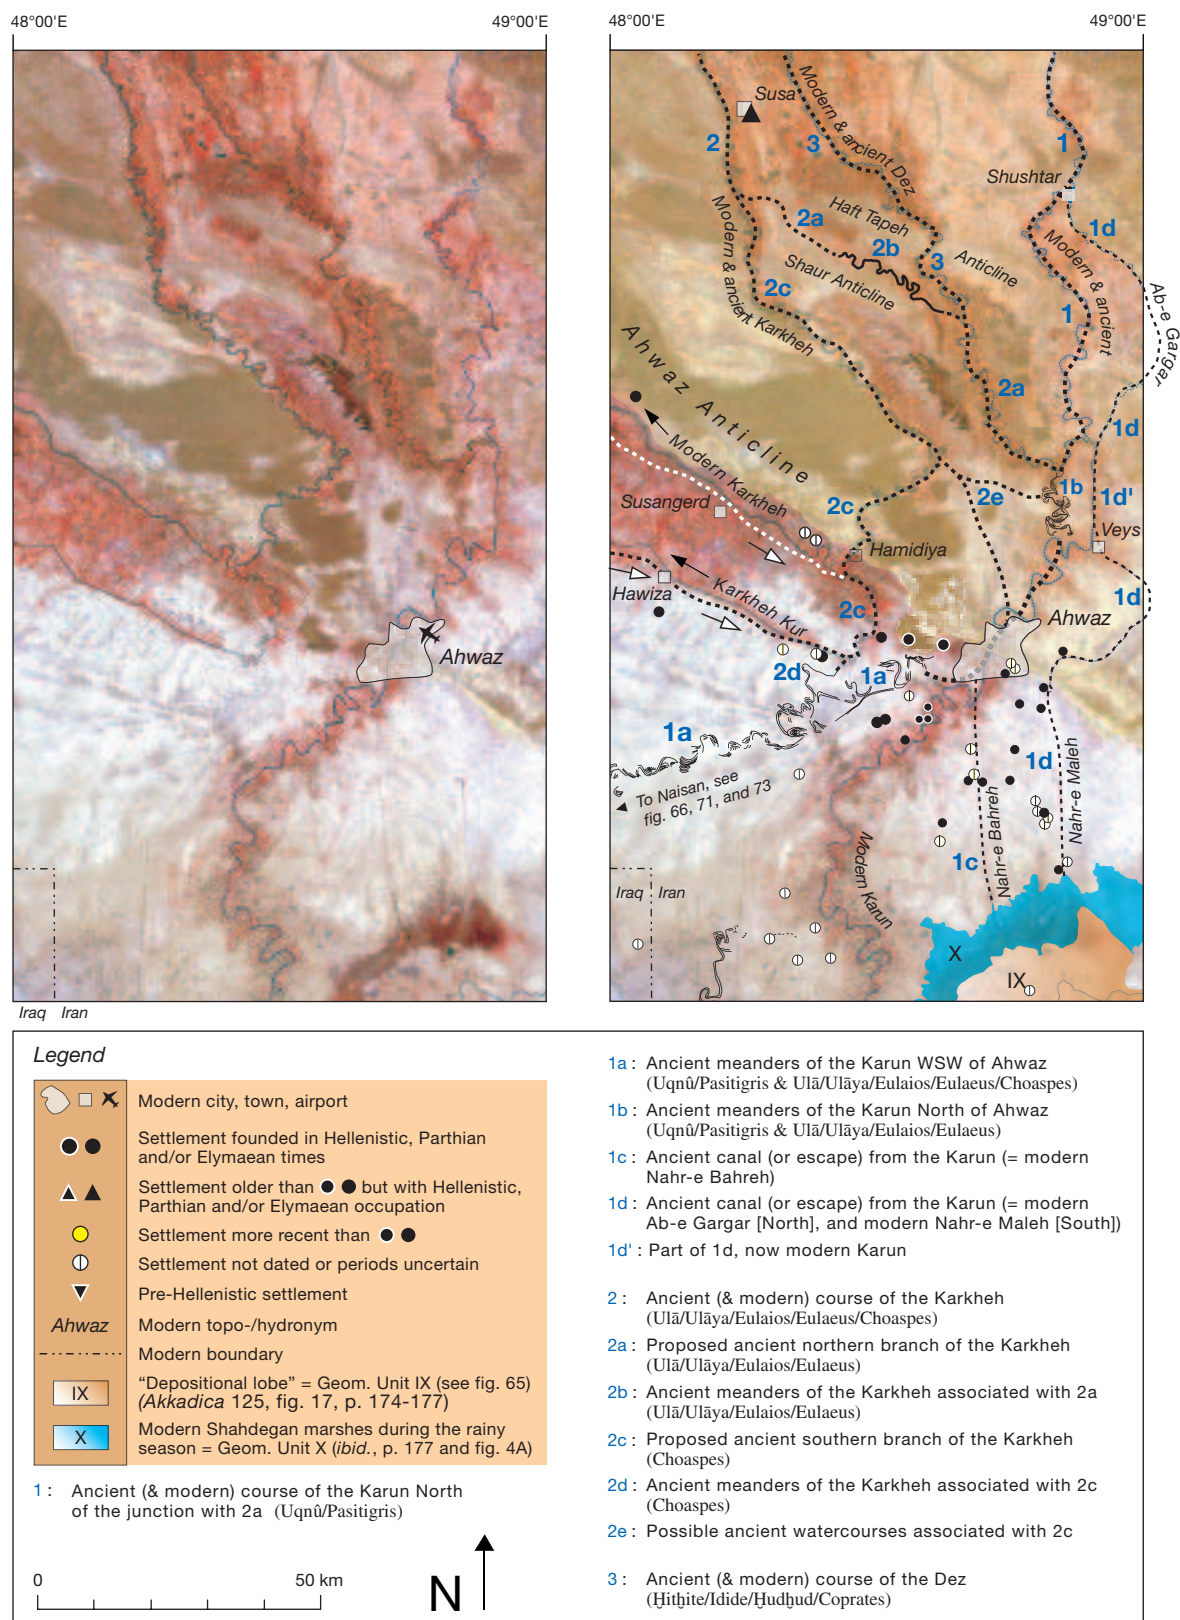 48°00'E
49°00'E
48°00'E
49°00'E
Ahwaz
Iraq Iran
Susa
2
3
Modern & ancient Dez
1
Shushtar
2a
Haft Tapeh
2b
1d
Modern & ancient Karkheh
3
Anticline
Modern & ancient
Shaur Anticline
2c
1
Ab-e Gargar
Ahwaz Anticline
2a
1d
Modern Karkheh
2c
2e
1b
1d'
Susangerd
Veys
Hamidiya
Hawiza
Karkheh Kur
2c
1d
Ahwaz
2d
1a
1a
1d
Nahr-e Maleh
To Naisan, see
fig. 66, 71, and 73
Nahr-e Bahreh
Modern Karun
1c
Iraq Iran
X
IX
Legend
Modern city, town, airport
Settlement founded in Hellenistic, Parthian
and/or Elymaean times
Settlement older than but with Hellenistic,
Parthian and/or Elymaean occupation
Settlement more recent than
Settlement not dated or periods uncertain
Pre-Hellenistic settlement
Ahwaz Modern topo-/hydronym
Modern boundary
IX "Depositional lobe" = Geom. Unit IX (see fig. 65)
(Akkadica 125, fig. 17, p. 174-177)
X Modern Shahdegan marshes during the rainy
season = Geom. Unit X (ibid., p. 177 and fig. 4A)
1 : Ancient (& modern) course of the Karun North
of the junction with 2a (Uqnû/Pasitigris)
0 50 km
N
1a : Ancient meanders of the Karun WSW of Ahwaz
(Uqnû/Pasitigris & Ulā/Ulāya/Eulaios/Eulaeus/Choaspes)
1b : Ancient meanders of the Karun North of Ahwaz
(Uqnû/Pasitigris & Ulā/Ulāya/Eulaios/Eulaeus)
1c : Ancient canal (or escape) from the Karun (= modern
Nahr-e Bahreh)
1d : Ancient canal (or escape) from the Karun (= modern
Ab-e Gargar [North], and modern Nahr-e Maleh [South])
1d' : Part of 1d, now modern Karun
2 : Ancient (& modern) course of the Karkheh
(Ulā/Ulāya/Eulaios/Eulaeus/Choaspes)
2a : Proposed ancient northern branch of the Karkheh
(Ulā/Ulāya/Eulaios/Eulaeus)
2b : Ancient meanders of the Karkheh associated with 2a
(Ulā/Ulāya/Eulaios/Eulaeus)
2c : Proposed ancient southern branch of the Karkheh
(Choaspes)
2d : Ancient meanders of the Karkheh associated with 2c
(Choaspes)
2e : Possible ancient watercourses associated with 2c
3 : Ancient (& modern) course of the Dez
(Ḫitḫite/Idide/Ḫudḫud/Coprates)